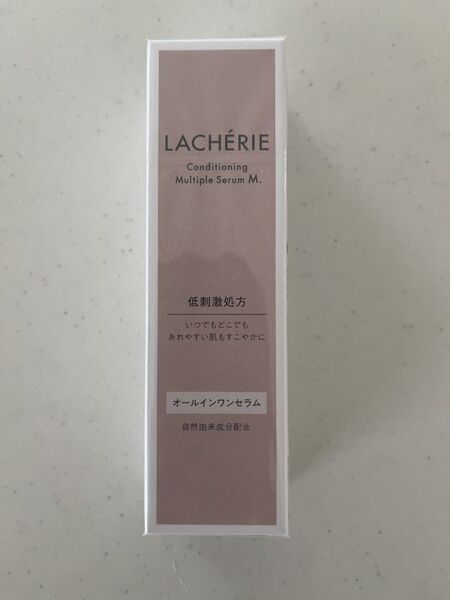 LACHÉRIE
Conditioning
Multiple Serum M.
低刺激処方
いつでもどこでも
あれやすい肌もすこやかに
オールインワンセラム
自然由来成分配合